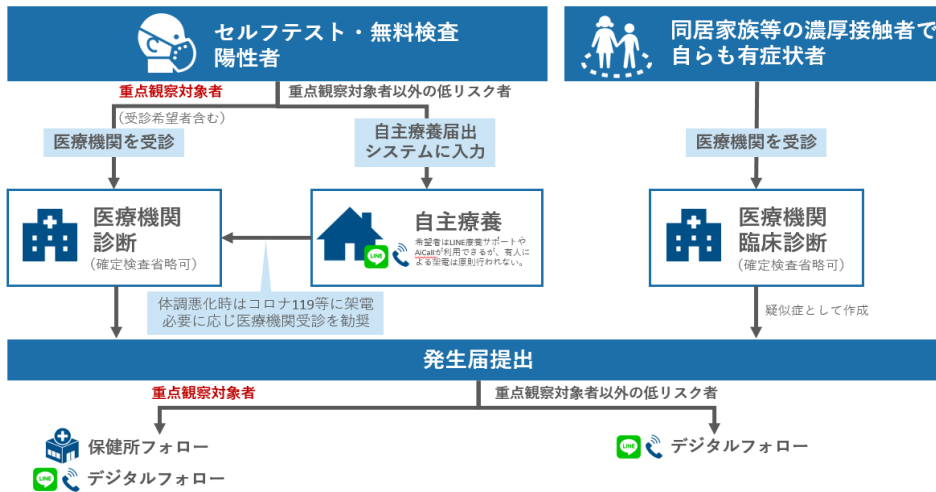 セルフテスト・無料検査
陽性者
同居家族等の濃厚接触者で
自らも有症状者
重点観察対象者
重点観察対象者以外の低リスク者
（受診希望者含む）
医療機関を受診
自主療養届出
システムに入力
医療機関を受診
医療機関
診断
（確定検査省略可）
自主療養
希望者はLINE療養サポートや
AiCallが利用できるが、有人に
よる架電は原則行われない。
LINE
医療機関
臨床診断
（確定検査省略可）
体調悪化時はコロナ119等に架電
必要に応じ医療機関受診を勧奨
疑似症として作成
発生届提出
重点観察対象者
重点観察対象者以外の低リスク者
保健所フォロー
LINE
デジタルフォロー
LINE
デジタルフォロー